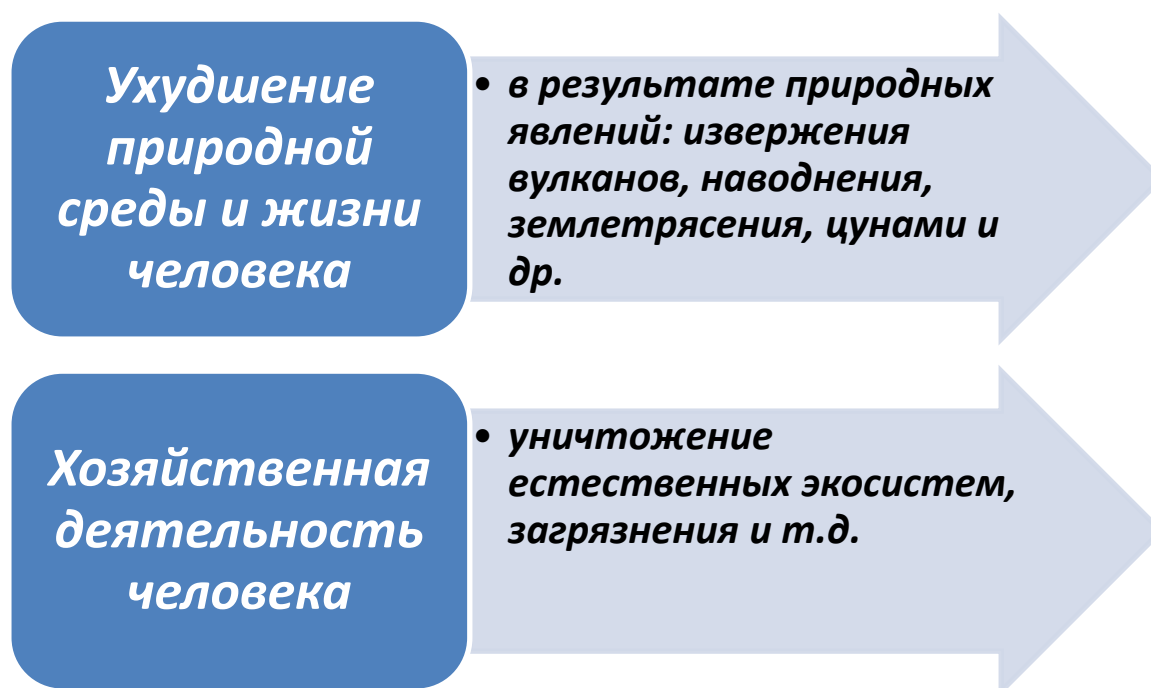 Ухудшение
природной
среды и жизни
человека
• в результате природных
явлений: извержения
вулканов, наводнения,
землетрясения, цунами и
др.
Хозяйственная
деятельность
человека
• уничтожение
естественных экосистем,
загрязнения и т.д.